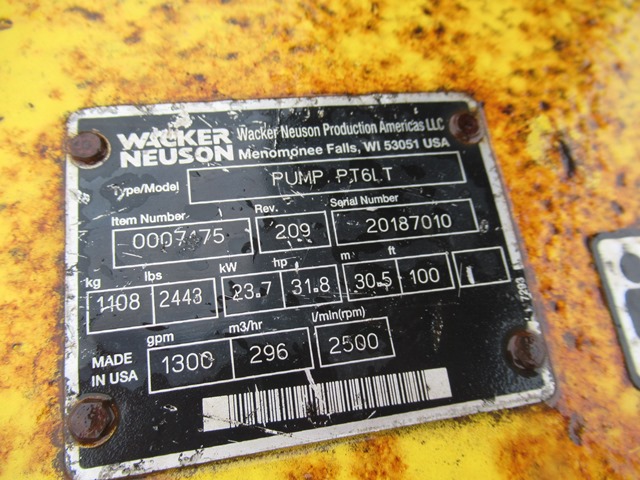 WACKER NEUSON
Wacker Neuson Production Americas LLC
Menomonee Falls, WI 53051 USA
Type/Model PUMP PT6LT
Item Number Rev. Serial Number
209 20187010
kg lbs kW hp m ft
1108 2443 23.7 31.8 30.5 100
gpm m3/hr l/min(rpm)
MADE IN USA 1300 296 2500